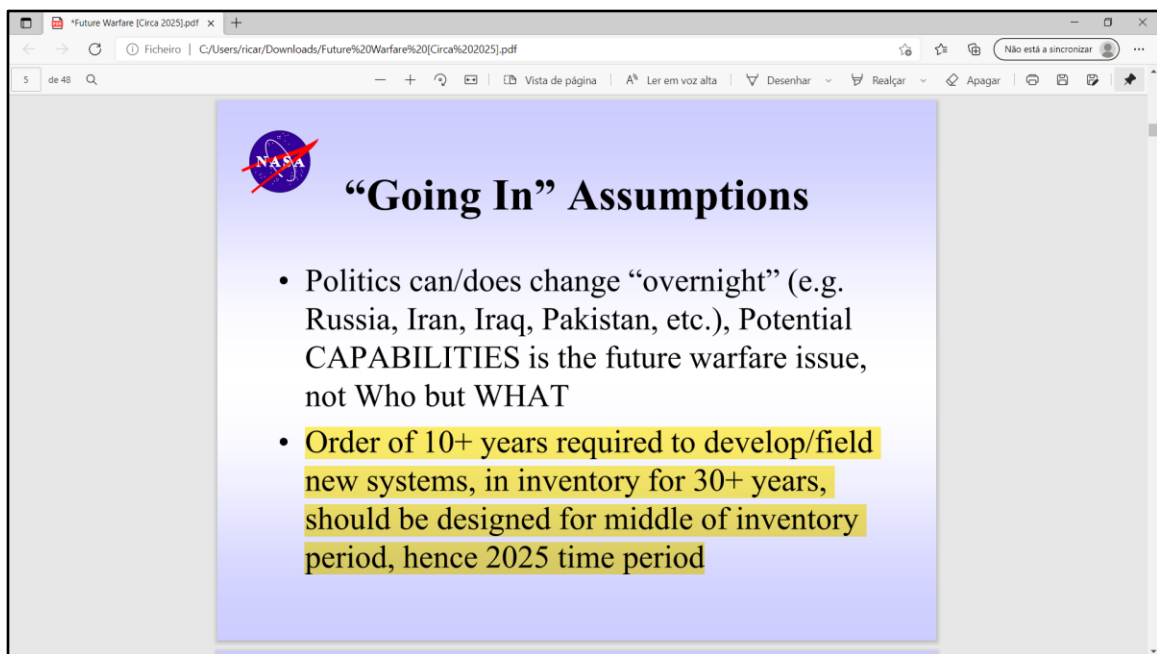 *Future Warfare [Circa 2025].pdf
Ficheiro | C:/Users/ricar/Downloads/Future%20Warfare%20[Circa%202025].pdf
Não está a sincronizar
5 de 48
Vista de página
Ler em voz alta
Desenhar
Realçar
Apagar
NASA
“Going In” Assumptions
• Politics can/does change “overnight” (e.g.
Russia, Iran, Iraq, Pakistan, etc.), Potential
CAPABILITIES is the future warfare issue,
not Who but WHAT
• Order of 10+ years required to develop/field
new systems, in inventory for 30+ years,
should be designed for middle of inventory
period, hence 2025 time period